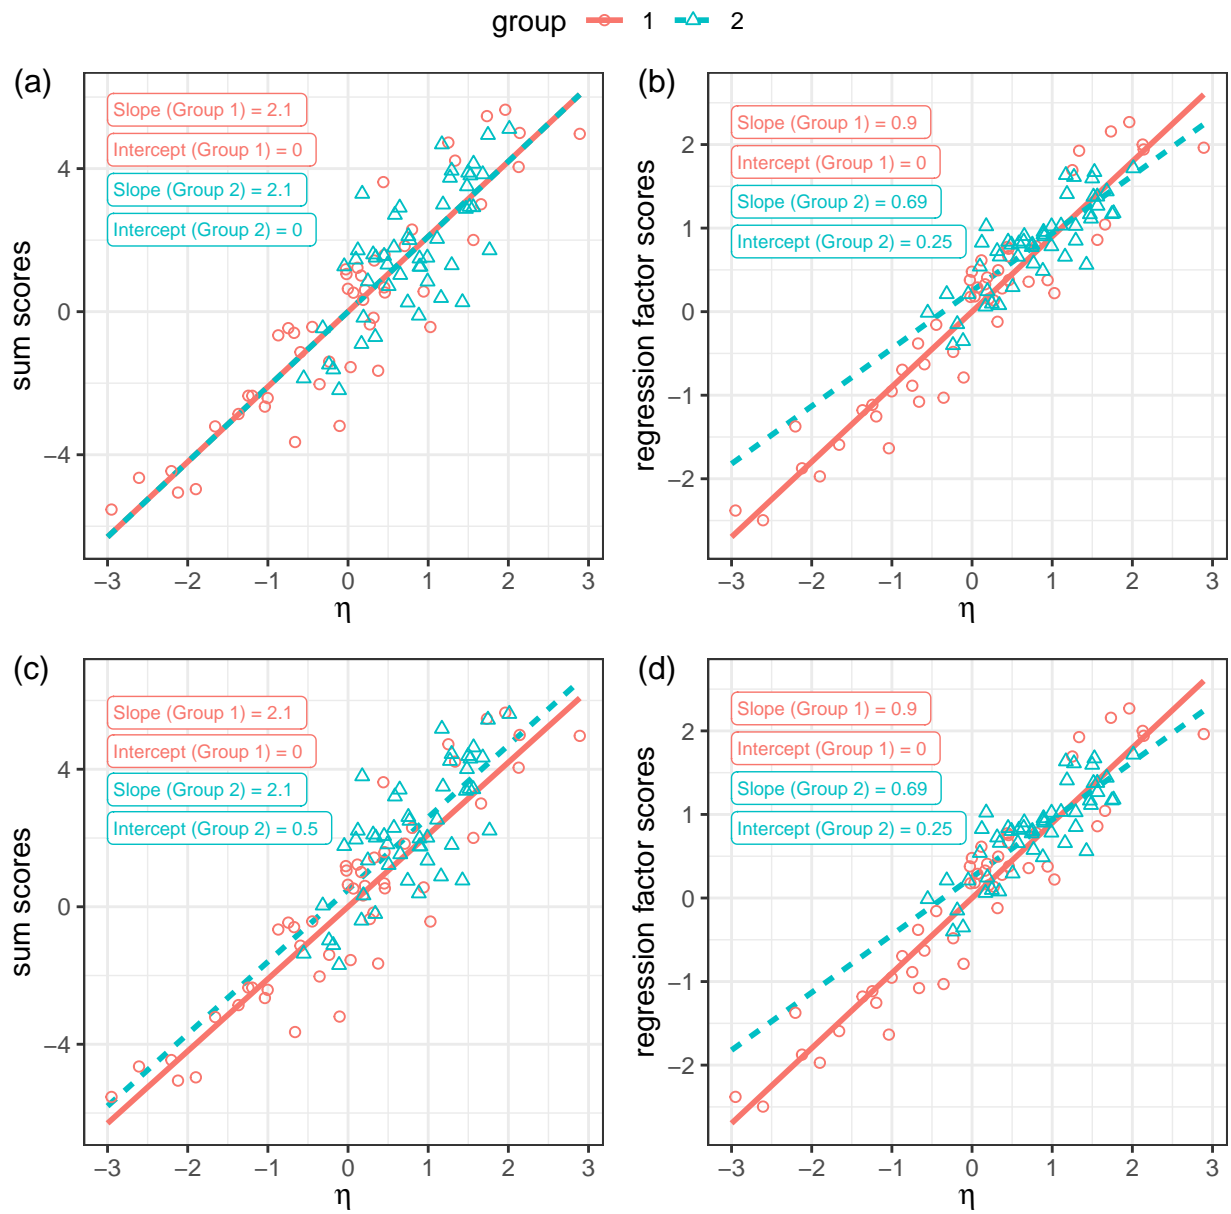 group 1 2
(a)
Slope (Group 1) = 2.1
Intercept (Group 1) = 0
Slope (Group 2) = 2.1
Intercept (Group 2) = 0
sum scores
4
0
−4
−3 −2 −1 0 1 2 3
η
(b)
Slope (Group 1) = 0.9
Intercept (Group 1) = 0
Slope (Group 2) = 0.69
Intercept (Group 2) = 0.25
regression factor scores
2
1
0
−1
−2
−3 −2 −1 0 1 2 3
η
(c)
Slope (Group 1) = 2.1
Intercept (Group 1) = 0
Slope (Group 2) = 2.1
Intercept (Group 2) = 0.5
sum scores
4
0
−4
−3 −2 −1 0 1 2 3
η
(d)
Slope (Group 1) = 0.9
Intercept (Group 1) = 0
Slope (Group 2) = 0.69
Intercept (Group 2) = 0.25
regression factor scores
2
1
0
−1
−2
−3 −2 −1 0 1 2 3
η